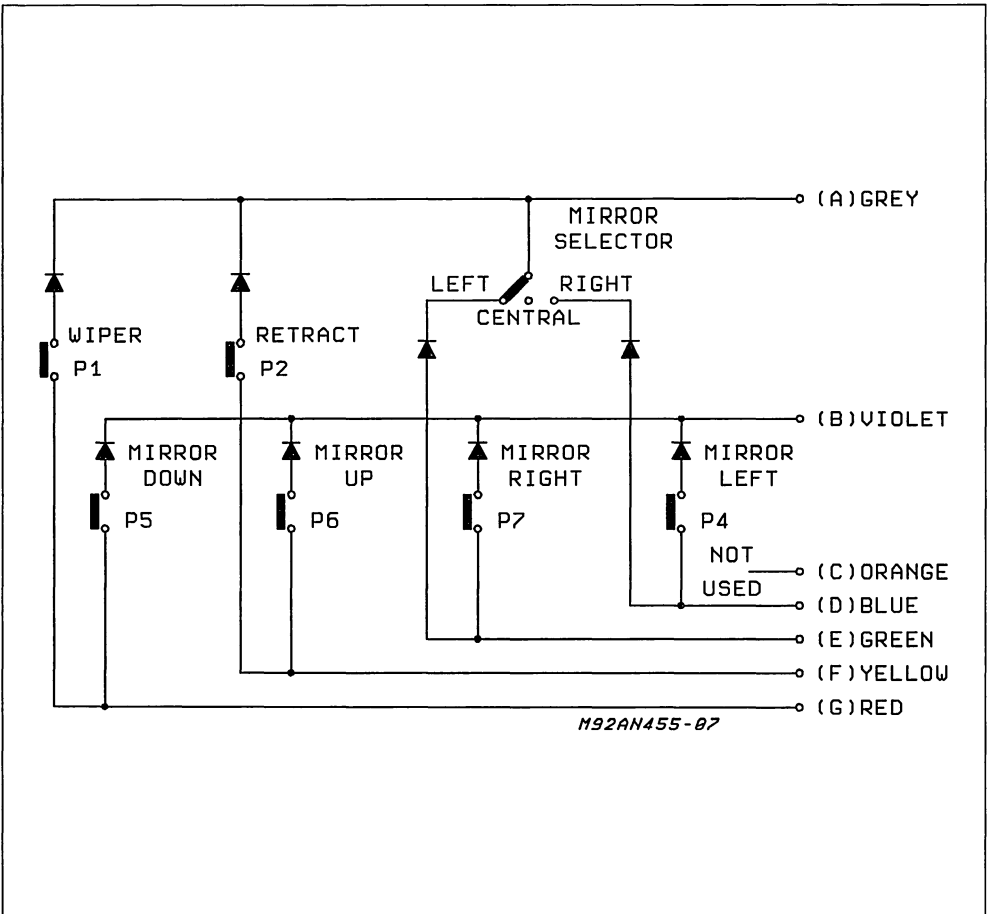 (A)GREY
MIRROR
SELECTOR
LEFT
RIGHT
CENTRAL
WIPER
P1
RETRACT
P2
(B)VIOLET
MIRROR
DOWN
P5
MIRROR
UP
P6
MIRROR
RIGHT
P7
MIRROR
LEFT
P4
NOT
USED
(C)ORANGE
(D)BLUE
(E)GREEN
(F)YELLOW
(G)RED
M92AN455-07